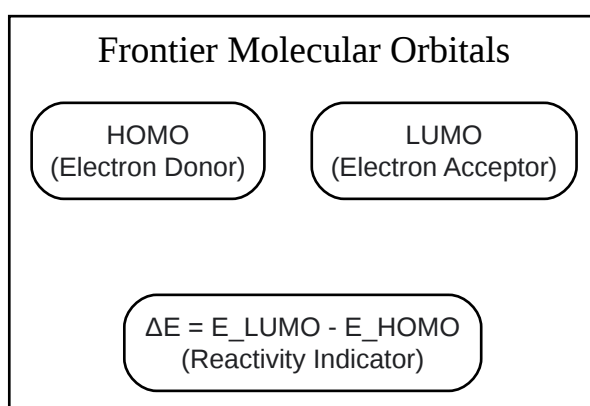 Frontier Molecular Orbitals
HOMO
(Electron Donor)
LUMO
(Electron Acceptor)
ΔE = E_LUMO - E_HOMO
(Reactivity Indicator)